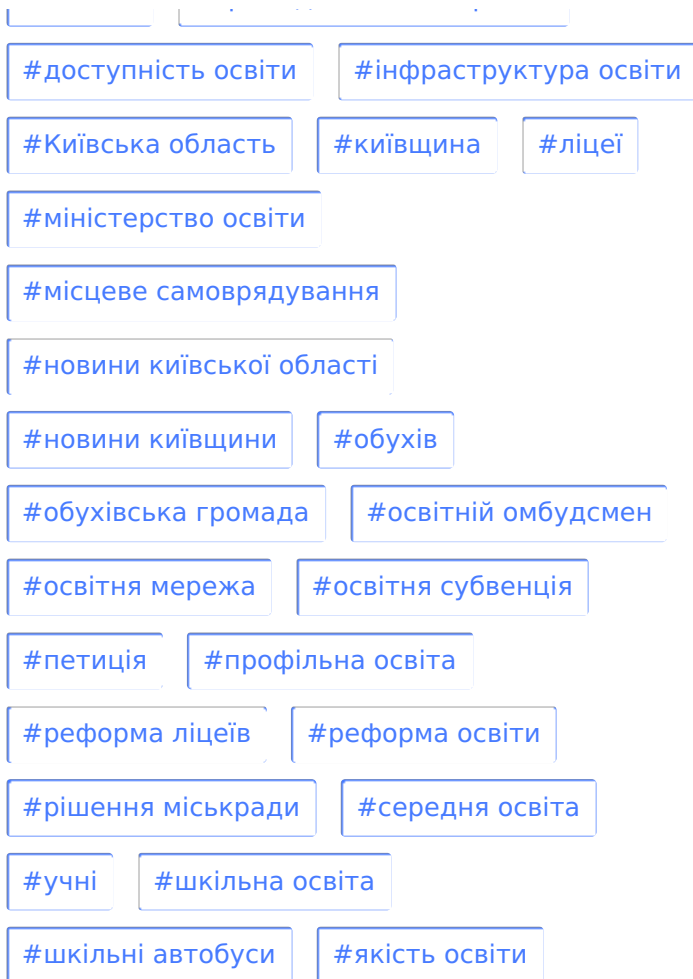 #доступність освіти #інфраструктура освіти
#Київська область #київщина #ліцеї
#міністерство освіти
#місцеве самоврядування
#новини київської області
#новини київщини #обухів
#обухівська громада #освітній омбудсмен
#освітня мережа #освітня субвенція
#петиція #профільна освіта
#реформа ліцеїв #реформа освіти
#рішення міськради #середня освіта
#учні #шкільна освіта
#шкільні автобуси #якість освіти